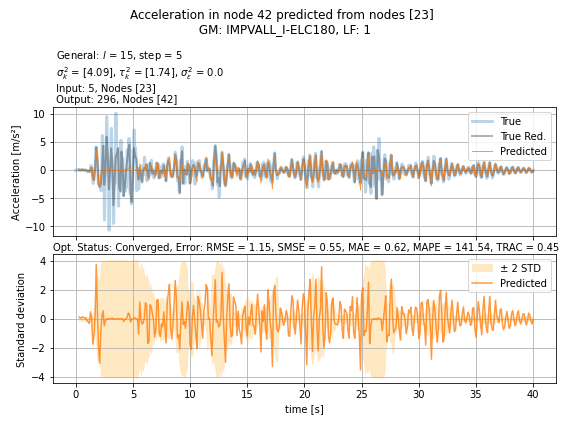 Acceleration in node 42 predicted from nodes [23]
GM: IMPVALL_I-ELC180, LF: 1
General: l = 15, step = 5
σ²ₖ = [4.09], τ²ₖ = [1.74], σ²ε = 0.0
Input: 5, Nodes [23]
Output: 296, Nodes [42]
Acceleration [m/s²]
10
5
0
−5
−10
True
True Red.
Predicted
Opt. Status: Converged, Error: RMSE = 1.15, SMSE = 0.55, MAE = 0.62, MAPE = 141.54, TRAC = 0.45
Standard deviation
4
2
0
−2
−4
± 2 STD
Predicted
0 5 10 15 20 25 30 35 40
time [s]